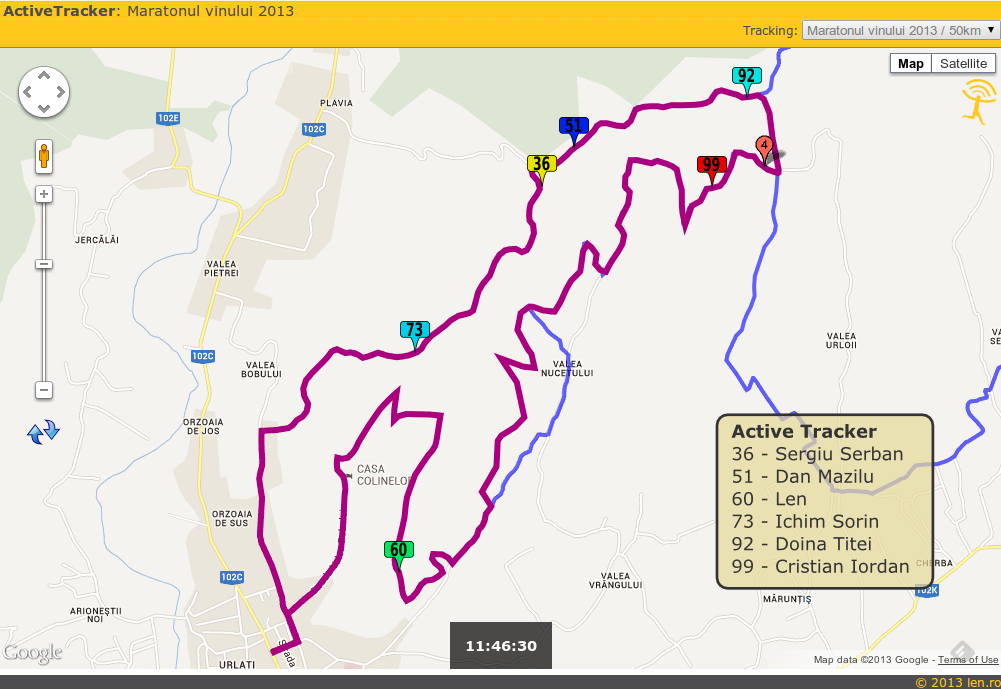 ActiveTracker: Maratonul vinului 2013
Tracking: Maratonul vinului 2013 / 50km
Map Satellite
92
PLAVIA
102E
102C
51
4
36
99
JERCĂLĂI
VALEA
PIETREI
73
102C
VALEA
BOBULUI
VALEA
NUCETULUI
VALEA
URLOII
VA
SE
ORZOAIA
DE JOS
Active Tracker
36 - Sergiu Serban
51 - Dan Mazilu
60 - Len
73 - Ichim Sorin
92 - Doina Titei
99 - Cristian Iordan
CASA
COLINELOR
ORZOAIA
DE SUS
60
102C
VALEA
VRÂNGULUI
CHERBA
102K
MĂRUNȚIȘ
ARIONEȘTII
NOI
11:46:30
Google
URLATI
Map data ©2013 Google - Terms of Use
© 2013 len.ro